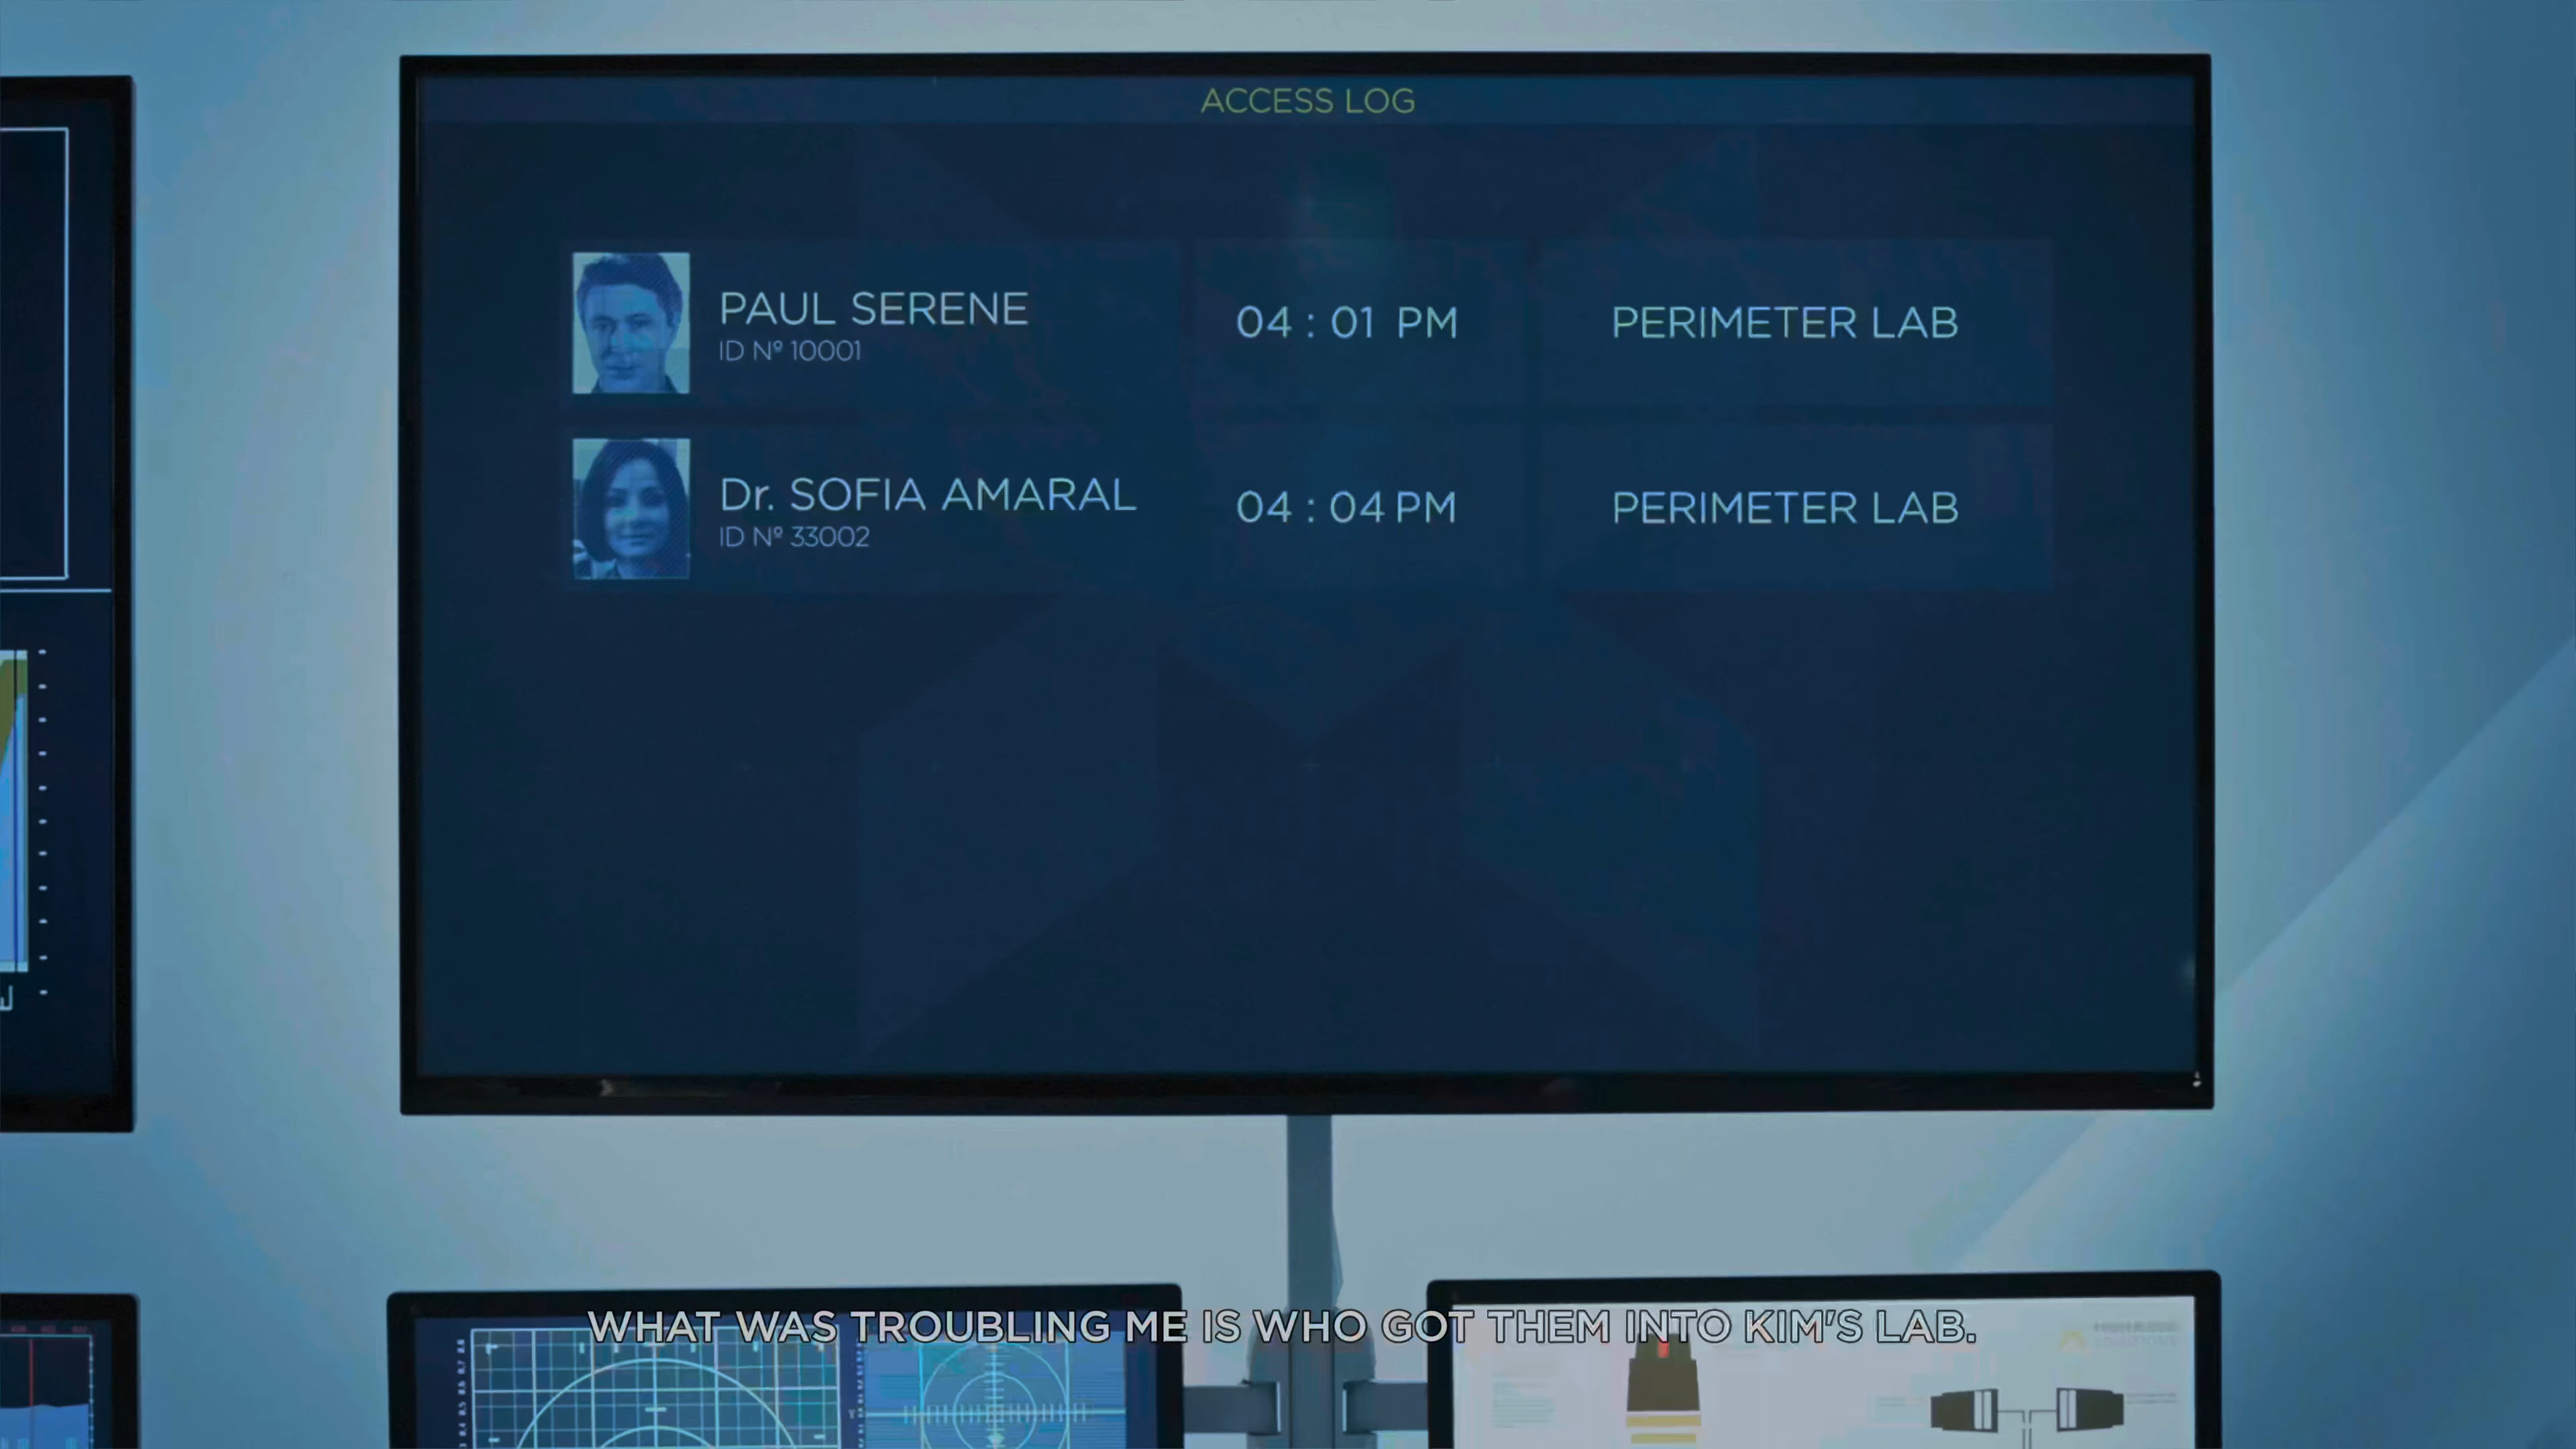 ACCESS LOG
PAUL SERENE
ID Nº 10001
04 : 01 PM
PERIMETER LAB
Dr. SOFIA AMARAL
ID Nº 33002
04 : 04 PM
PERIMETER LAB
WHAT WAS TROUBLING ME IS WHO GOT THEM INTO KIM'S LAB.